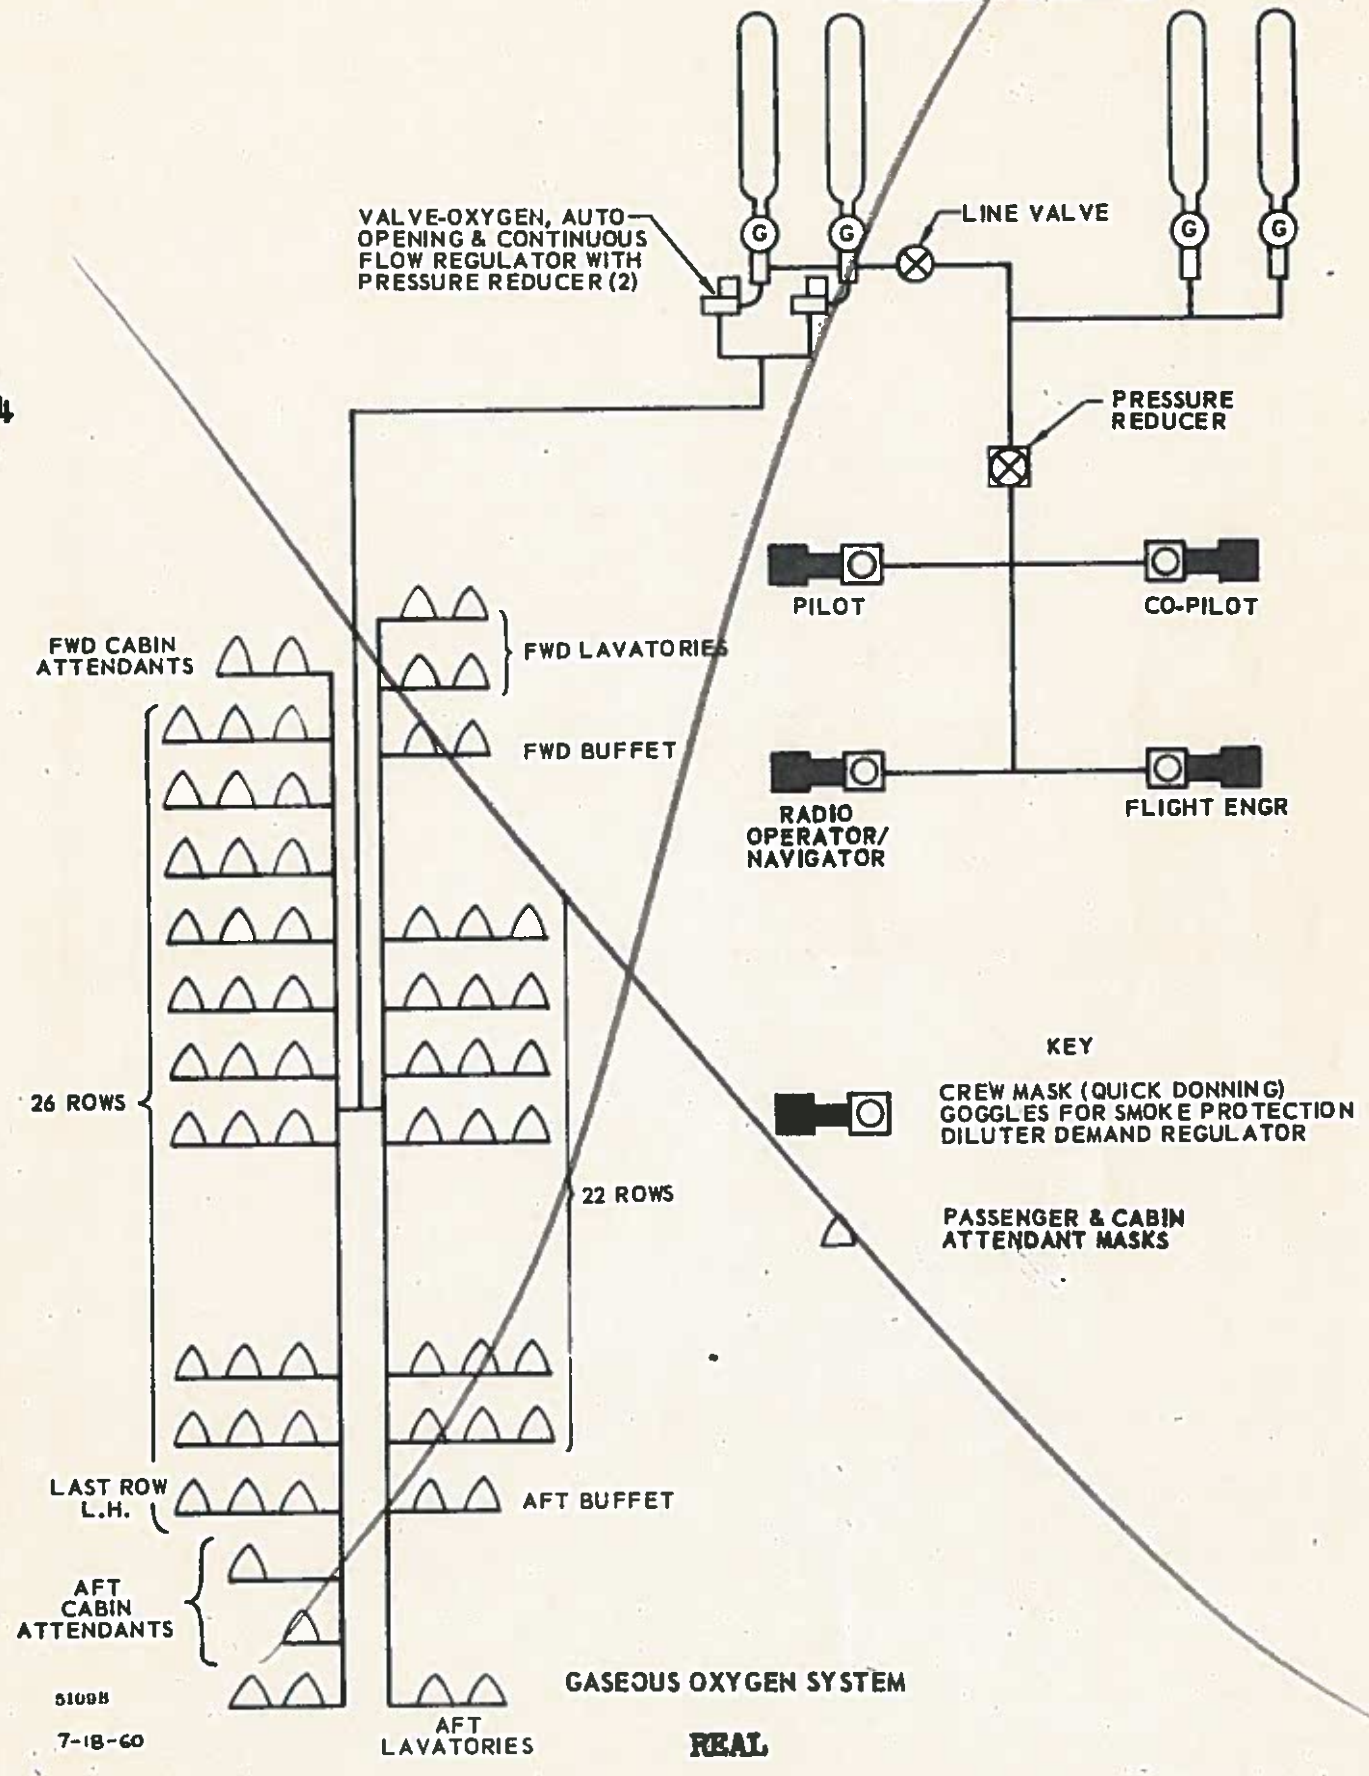 VALVE-OXYGEN, AUTO
OPENING & CONTINUOUS
FLOW REGULATOR WITH
PRESSURE REDUCER (2)
G
G
LINE VALVE
G
G
4
PRESSURE
REDUCER
PILOT
CO-PILOT
FWD CABIN
ATTENDANTS
FWD LAVATORIES
FWD BUFFET
RADIO
OPERATOR/
NAVIGATOR
FLIGHT ENGR
KEY
26 ROWS
CREW MASK (QUICK DONNING)
GOGGLES FOR SMOKE PROTECTION
DILUTER DEMAND REGULATOR
22 ROWS
PASSENGER & CABIN
ATTENDANT MASKS
LAST ROW
L.H.
AFT BUFFET
AFT
CABIN
ATTENDANTS
GASEOUS OXYGEN SYSTEM
5109B
7-18-60
AFT
LAVATORIES
REAL